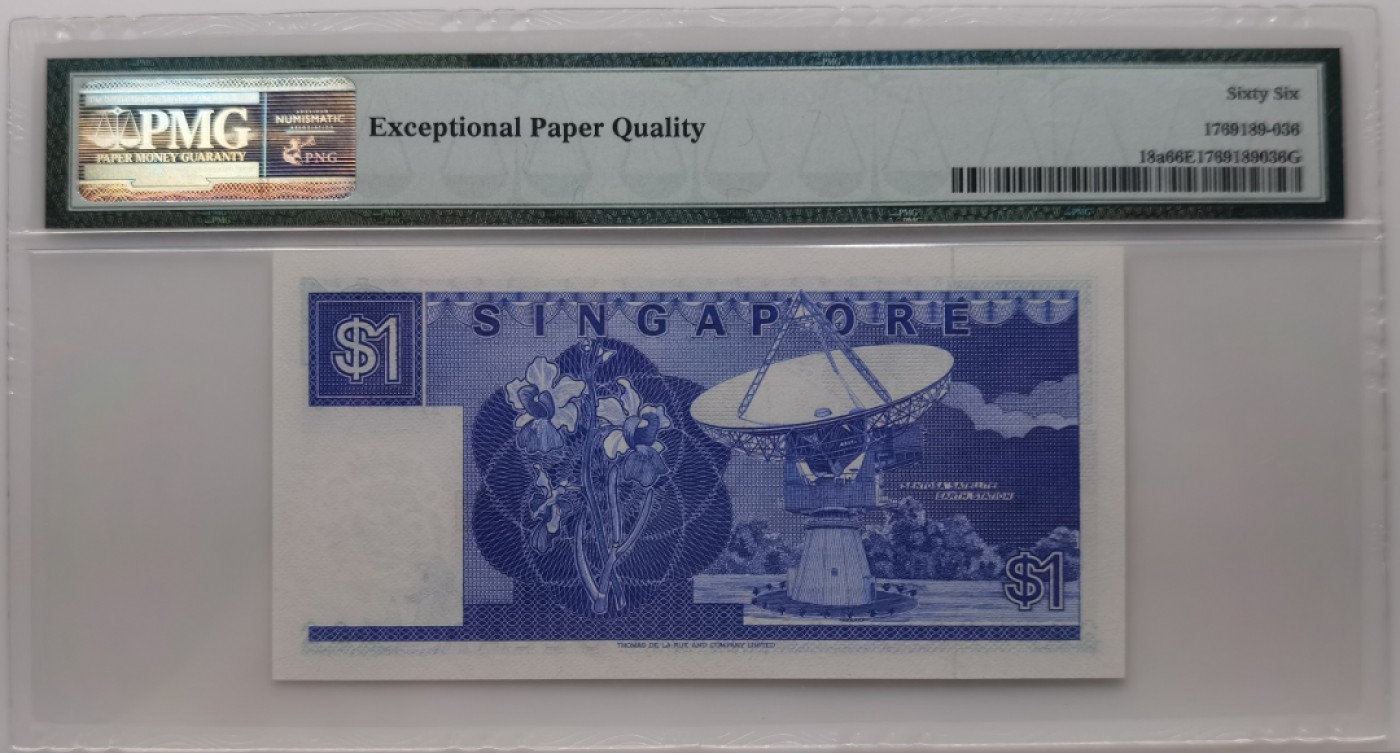 PMG
PAPER MONEY GUARANTY
NUMISMATIC
PNG
Exceptional Paper Quality
Sixty Six
1769189-036
18a66E1769189036G
$1
SINGAPORE
SENTOSA SATELLITE
EARTH STATION
$1
THOMAS DE LA RUE AND COMPANY LIMITED